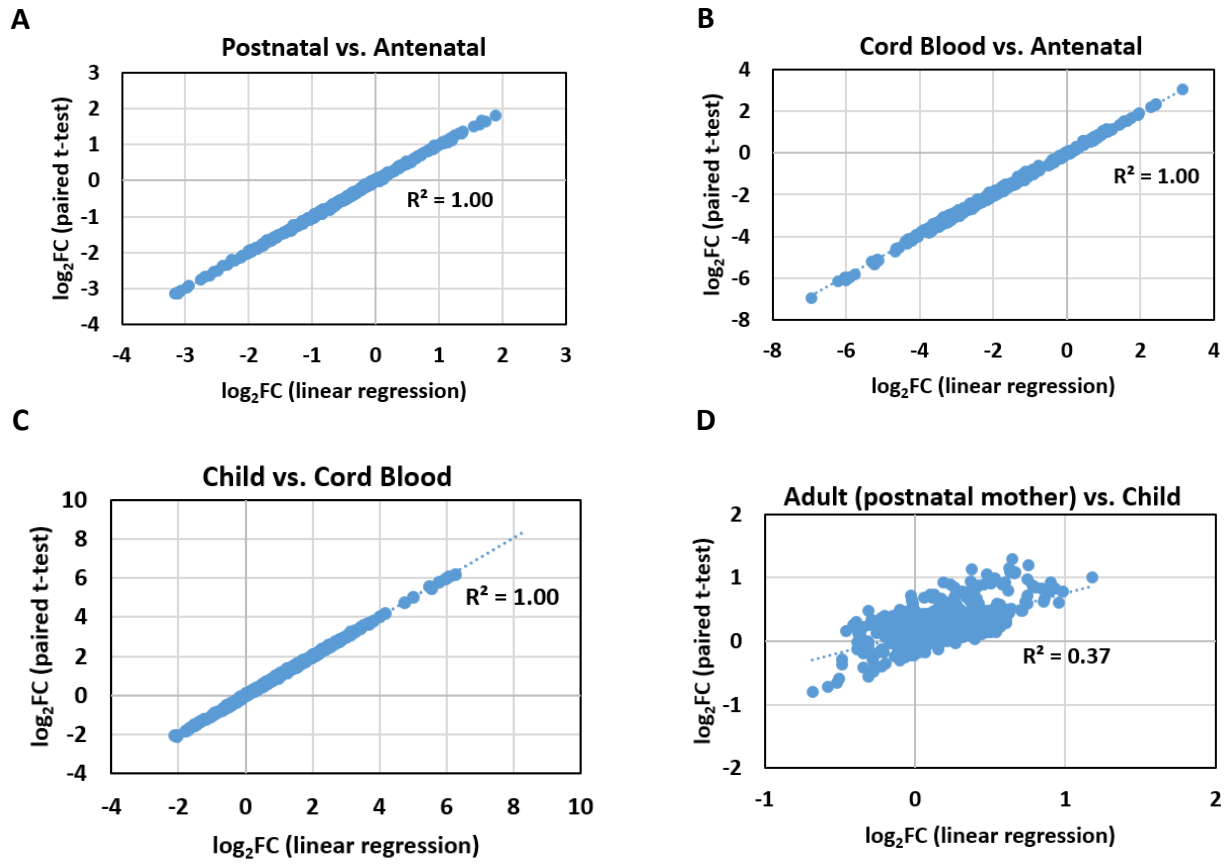 A
Postnatal vs. Antenatal
log₂FC (paired t-test)
3
2
1
0
-1
-2
-3
-4
R² = 1.00
-4 -3 -2 -1 0 1 2 3
log₂FC (linear regression)
B
Cord Blood vs. Antenatal
log₂FC (paired t-test)
4
2
0
-2
-4
-6
-8
R² = 1.00
-8 -6 -4 -2 0 2 4
log₂FC (linear regression)
C
Child vs. Cord Blood
log₂FC (paired t-test)
10
8
6
4
2
0
-2
-4
R² = 1.00
-4 -2 0 2 4 6 8 10
log₂FC (linear regression)
D
Adult (postnatal mother) vs. Child
log₂FC (paired t-test)
2
1
0
-1
-2
R² = 0.37
-1 0 1 2
log₂FC (linear regression)